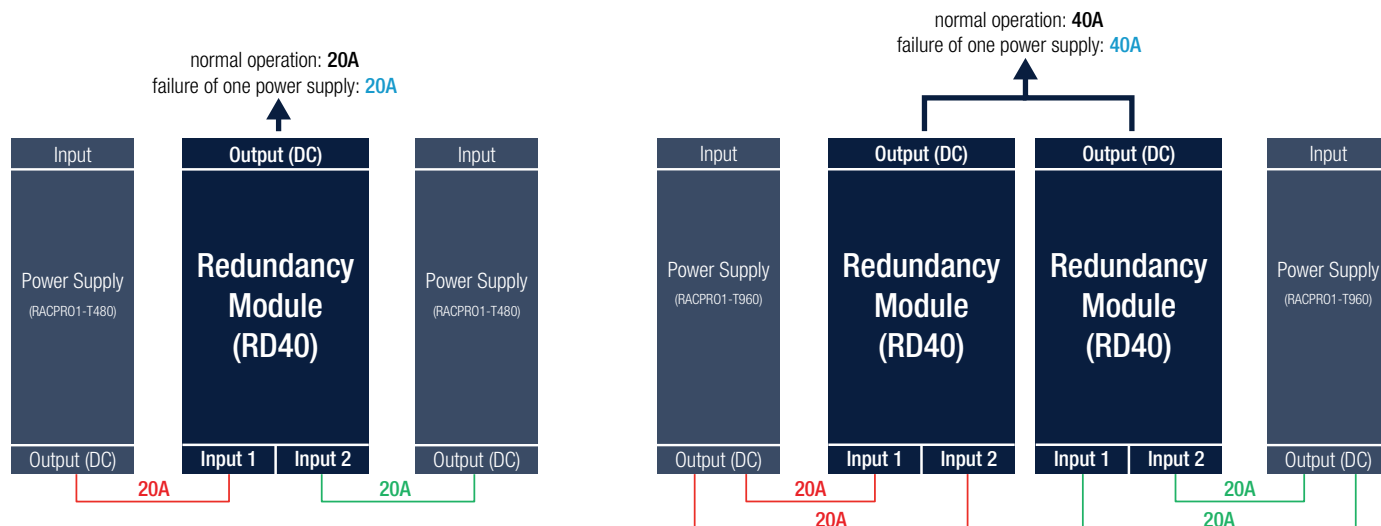 normal operation: 20A
failure of one power supply: 20A
Input
Output (DC)
Input
Power Supply
(RACPRO1-T480)
Redundancy
Module
(RD40)
Power Supply
(RACPRO1-T480)
Output (DC)
Input 1
Input 2
Output (DC)
20A
20A
normal operation: 40A
failure of one power supply: 40A
Input
Output (DC)
Output (DC)
Input
Power Supply
(RACPRO1-T960)
Redundancy
Module
(RD40)
Redundancy
Module
(RD40)
Power Supply
(RACPRO1-T960)
Output (DC)
Input 1
Input 2
Input 1
Input 2
Output (DC)
20A
20A
20A
20A